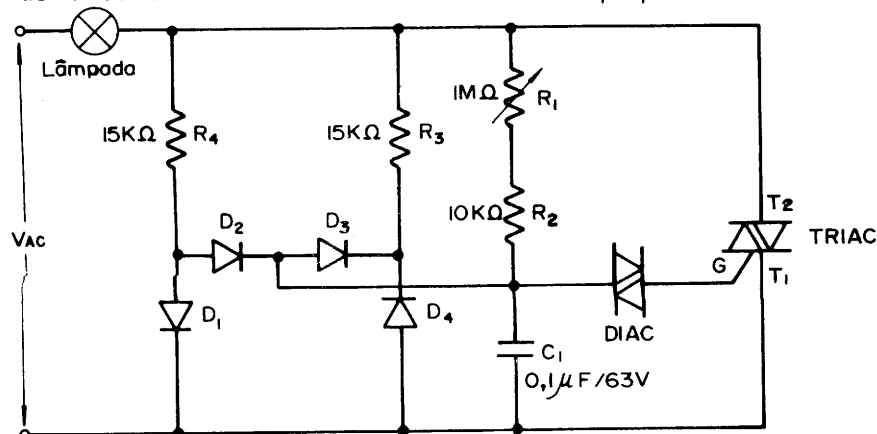 Lâmpada
15KΩ R4
15KΩ R3
1MΩ R1
10KΩ R2
VAC
D2
D3
D1
D4
T2
TRIAC
G
T1
DIAC
C1
0,1μF/63V